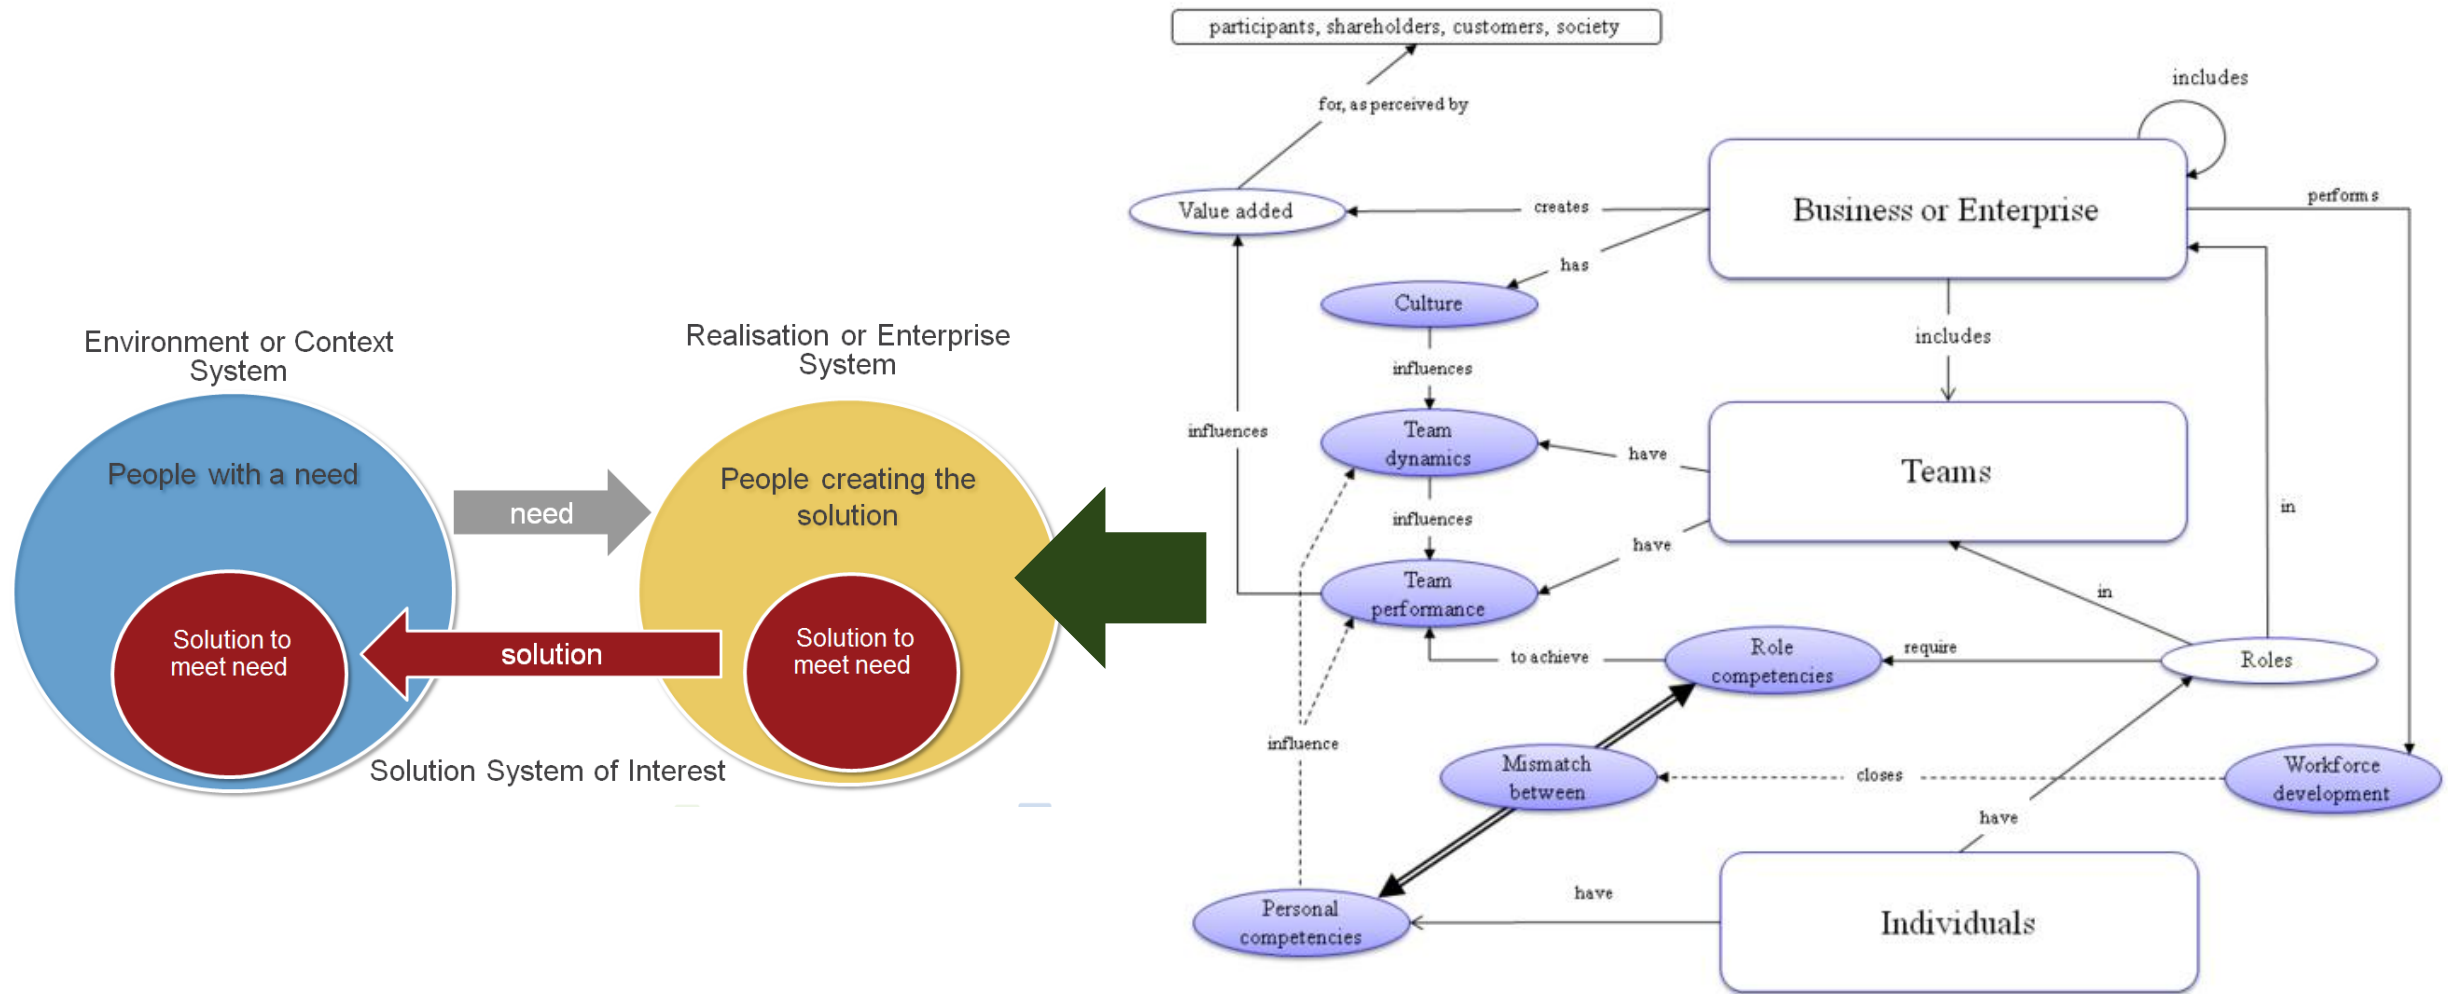 Environment or Context
System
People with a need
Solution to
meet need
need
solution
Solution System of Interest
Realisation or Enterprise
System
People creating the
solution
Solution to
meet need
participants, shareholders, customers, society
for, as perceived by
Value added
creates
has
Culture
influences
Team
dynamics
influences
Team
performance
influences
have
have
to achieve
Role
competencies
require
Mismatch
between
closes
influence
Personal
competencies
have
includes
Business or Enterprise
performs
includes
Teams
in
in
Roles
Workforce
development
have
Individuals